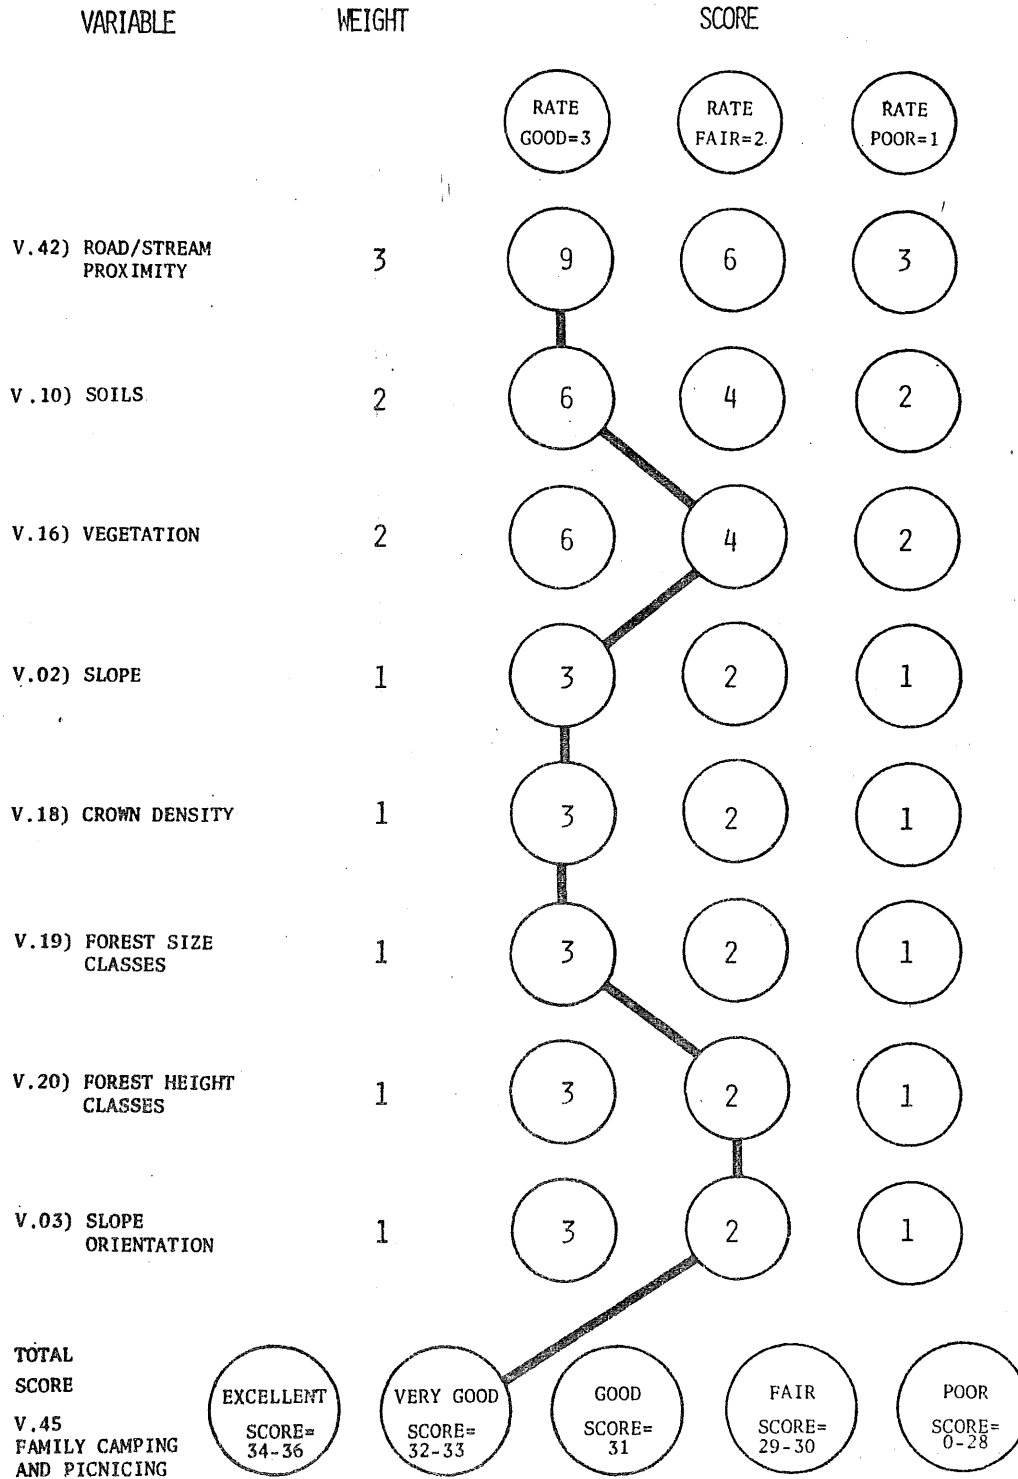 VARIABLE WEIGHT SCORE
RATE GOOD=3 RATE FAIR=2 RATE POOR=1
V.42) ROAD/STREAM PROXIMITY 3 9 6 3
V.10) SOILS 2 6 4 2
V.16) VEGETATION 2 6 4 2
V.02) SLOPE 1 3 2 1
V.18) CROWN DENSITY 1 3 2 1
V.19) FOREST SIZE CLASSES 1 3 2 1
V.20) FOREST HEIGHT CLASSES 1 3 2 1
V.03) SLOPE ORIENTATION 1 3 2 1
TOTAL
SCORE
V.45
FAMILY CAMPING
AND PICNICING
EXCELLENT
SCORE=
34-36
VERY GOOD
SCORE=
32-33
GOOD
SCORE=
31
FAIR
SCORE=
29-30
POOR
SCORE=
0-28